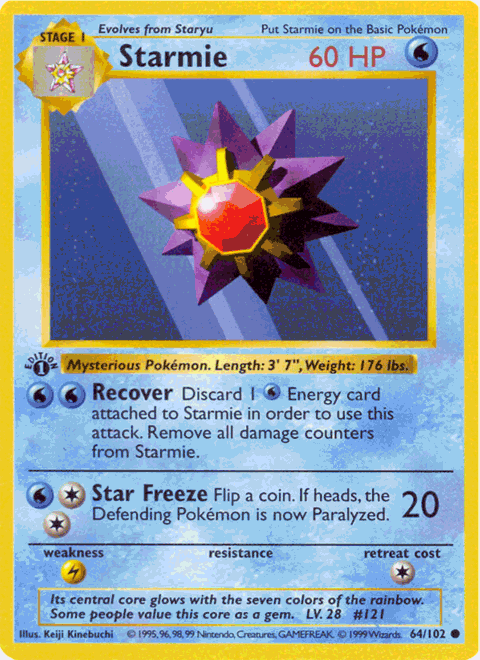 Evolves from Staryu
Put Starmie on the Basic Pokémon
STAGE 1
Starmie
60 HP
EDITION
1
Mysterious Pokémon. Length: 3' 7", Weight: 176 lbs.
Recover Discard 1 Energy card
attached to Starmie in order to use this
attack. Remove all damage counters
from Starmie.
Star Freeze Flip a coin. If heads, the
Defending Pokémon is now Paralyzed.
20
weakness
resistance
retreat cost
Its central core glows with the seven colors of the rainbow.
Some people value this core as a gem. LV. 28 #121
Illus. Keiji Kinebuchi
©1995, 96, 98, 99 Nintendo, Creatures, GAMEFREAK. ©1999 Wizards.
64/102